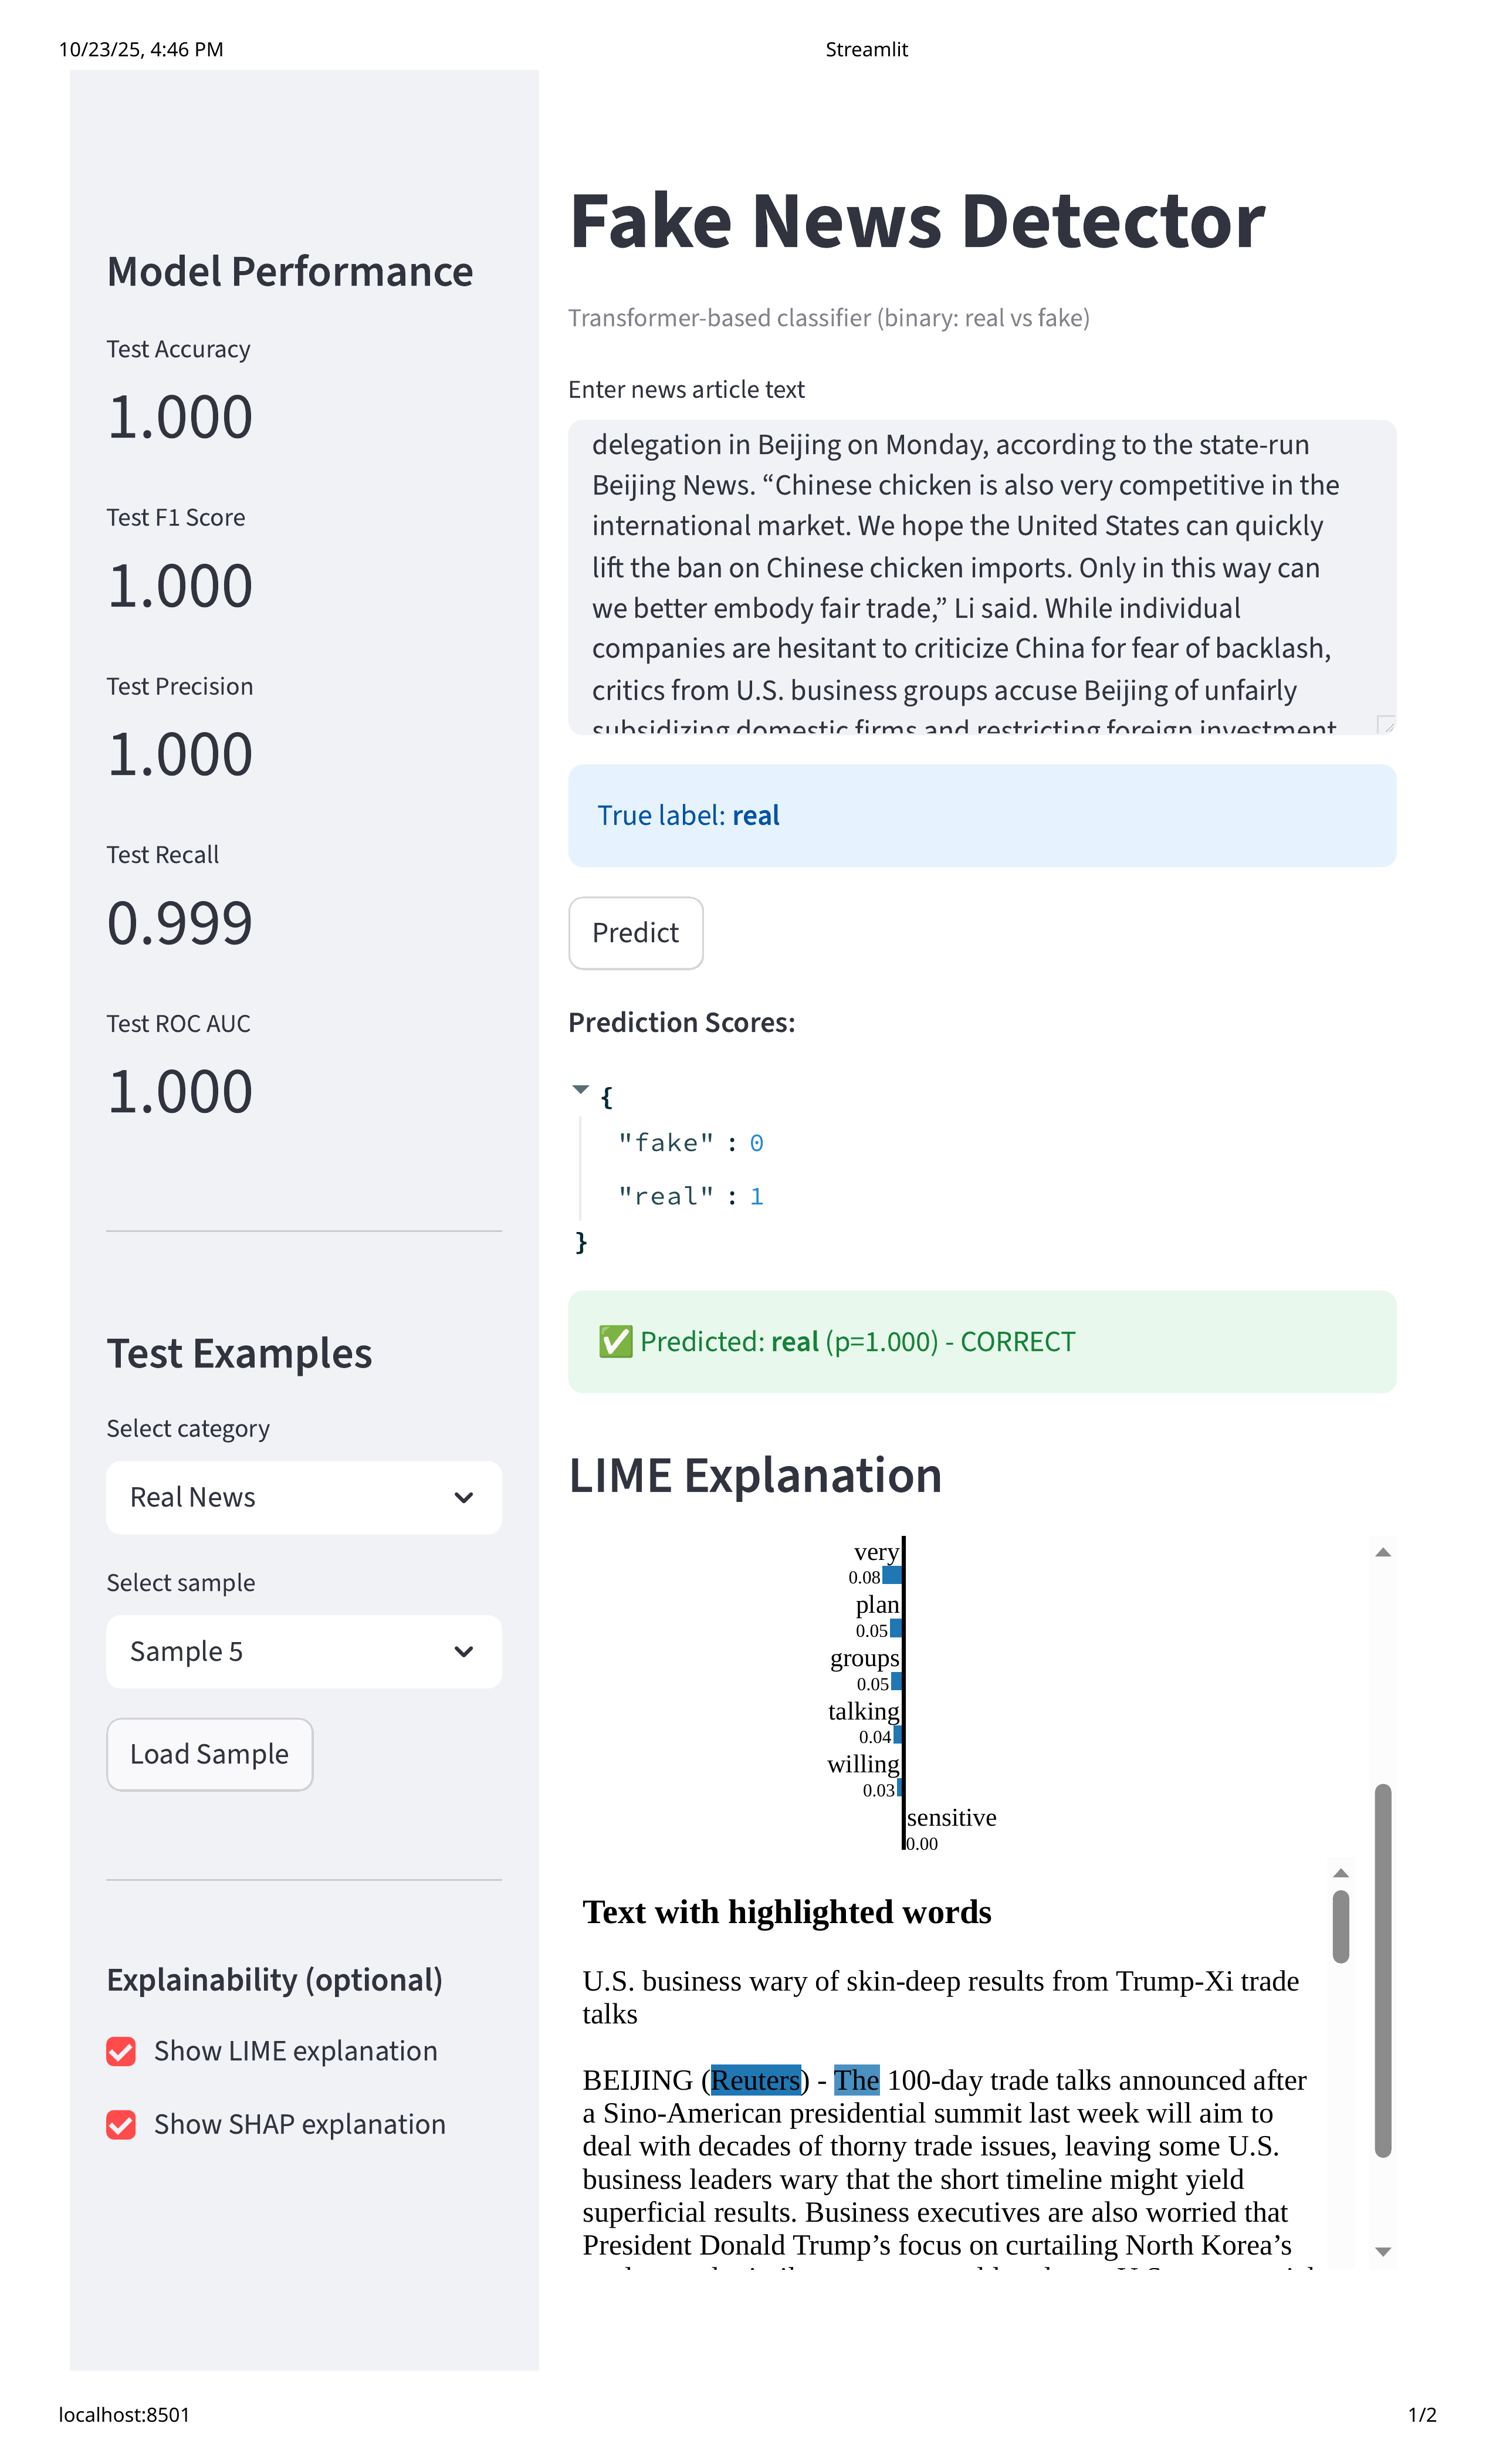 10/23/25, 4:46 PM
Streamlit
Model Performance
Test Accuracy
1.000
Test F1 Score
1.000
Test Precision
1.000
Test Recall
0.999
Test ROC AUC
1.000
Test Examples
Select category
Real News
Select sample
Sample 5
Load Sample
Explainability (optional)
Show LIME explanation
Show SHAP explanation
Fake News Detector
Transformer-based classifier (binary: real vs fake)
Enter news article text
delegation in Beijing on Monday, according to the state-run
Beijing News. “Chinese chicken is also very competitive in the
international market. We hope the United States can quickly
lift the ban on Chinese chicken imports. Only in this way can
we better embody fair trade,” Li said. While individual
companies are hesitant to criticize China for fear of backlash,
critics from U.S. business groups accuse Beijing of unfairly
subsidizing domestic firms and restricting foreign investment
True label: real
Predict
Prediction Scores:
{
"fake" : 0
"real" : 1
}
✅ Predicted: real (p=1.000) - CORRECT
LIME Explanation
very
0.08
plan
0.05
groups
0.05
talking
0.04
willing
0.03
sensitive
0.00
Text with highlighted words
U.S. business wary of skin-deep results from Trump-Xi trade
talks
BEIJING (Reuters) - The 100-day trade talks announced after
a Sino-American presidential summit last week will aim to
deal with decades of thorny trade issues, leaving some U.S.
business leaders wary that the short timeline might yield
superficial results. Business executives are also worried that
President Donald Trump’s focus on curtailing North Korea’s
localhost:8501
1/2